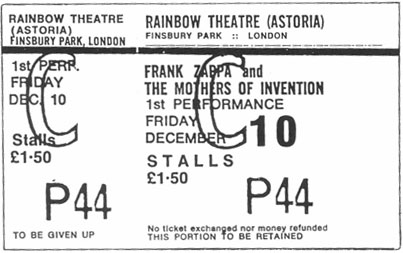 RAINBOW THEATRE
(ASTORIA)
FINSBURY PARK, LONDON
1st PERF.
FRIDAY
DEC. 10
C
Stalls
£1·50
P44
TO BE GIVEN UP
RAINBOW THEATRE (ASTORIA)
FINSBURY PARK :: LONDON
FRANK ZAPPA and
THE MOTHERS OF INVENTION
1st PERFORMANCE
FRIDAY
DECEMBER 10
C
STALLS
£1·50
P44
No ticket exchanged nor money refunded
THIS PORTION TO BE RETAINED